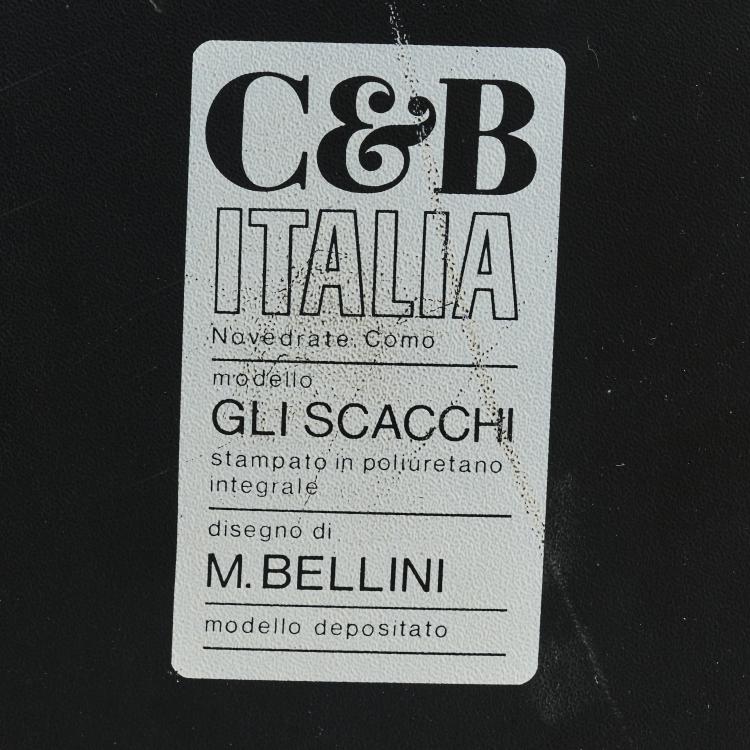 C&B
ITALIA
Novedrate Como
modello
GLI SCACCHI
stampato in poliuretano
integrale
disegno di
M. BELLINI
modello depositato